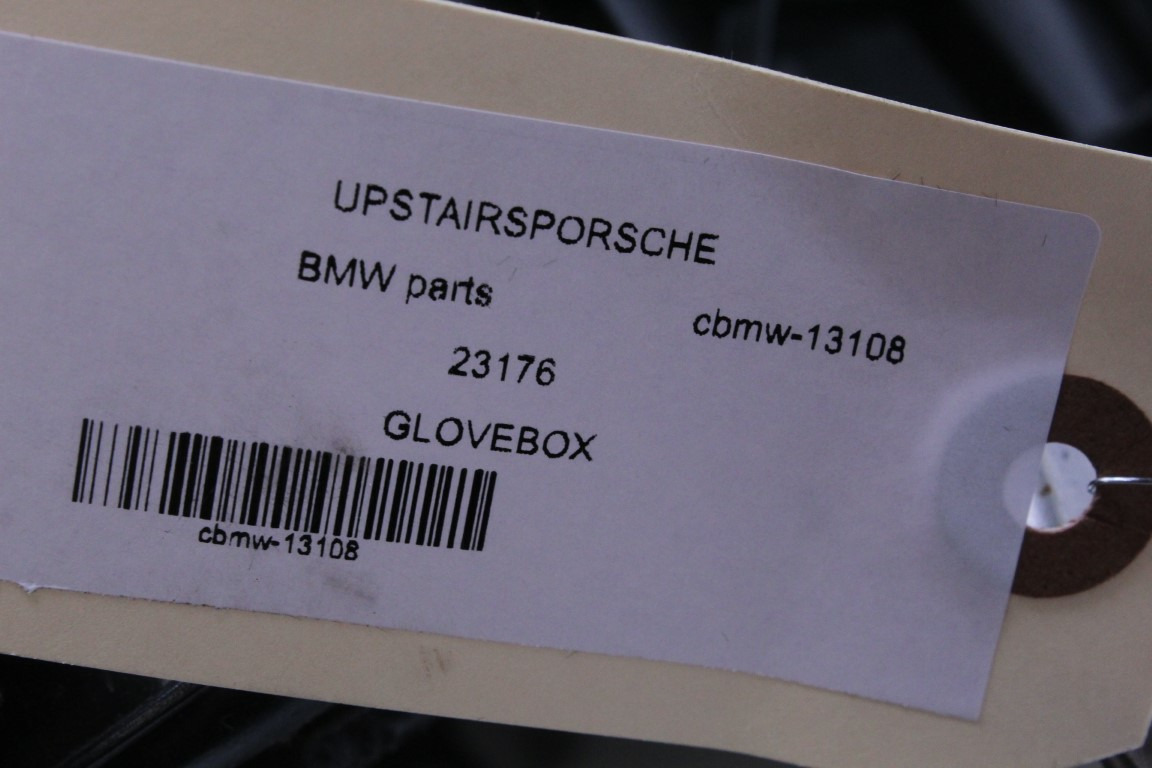 UPSTAIRSPORSCHE
BMW parts
cbmw-13108
23176
GLOVEBOX
cbmw-13108